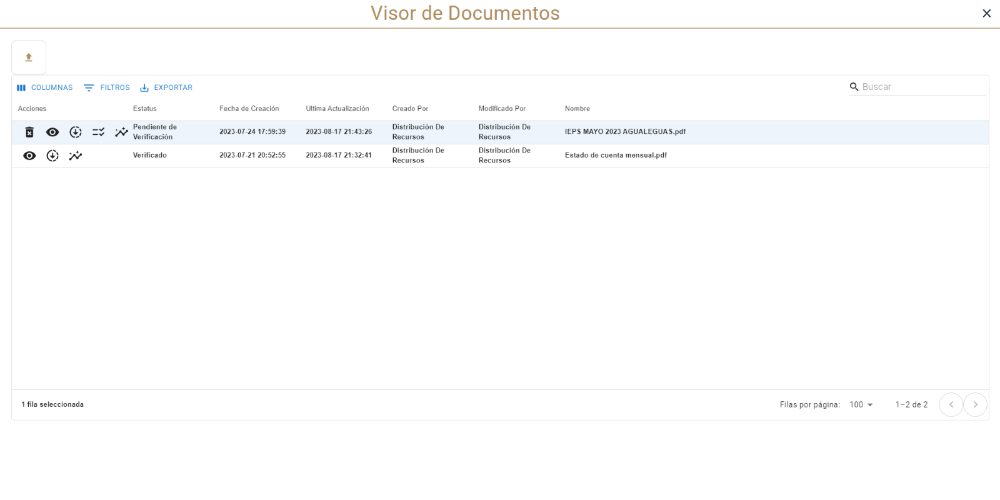 Visor de Documentos
COLUMNAS FILTROS EXPORTAR Buscar
Acciones Estatus Fecha de Creación Ultima Actualización Creado Por Modificado Por Nombre
Pendiente de Verificación 2023-07-24 17:59:39 2023-08-17 21:43:26 Distribución De Recursos Distribución De Recursos IEPS MAYO 2023 AGUALEGUAS.pdf
Verificado 2023-07-21 20:52:55 2023-08-17 21:32:41 Distribución De Recursos Distribución De Recursos Estado de cuenta mensual.pdf
1 fila seleccionada Filas por página: 100 1–2 de 2